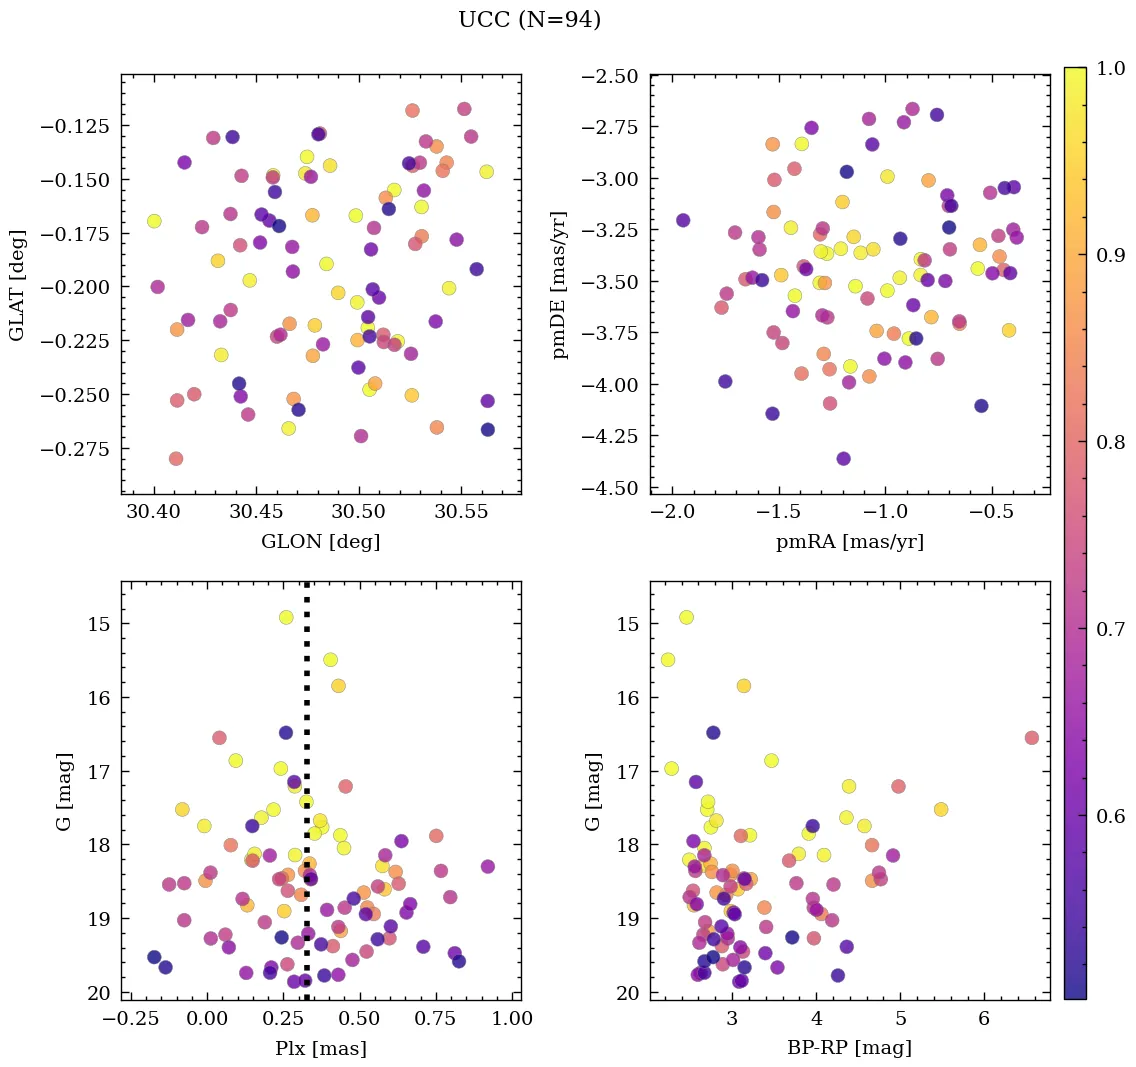 UCC (N=94)
−0.125
−0.150
−0.175
−0.200
−0.225
−0.250
−0.275
GLAT [deg]
30.40 30.45 30.50 30.55
GLON [deg]
−2.50
−2.75
−3.00
−3.25
−3.50
−3.75
−4.00
−4.25
−4.50
pmDE [mas/yr]
−2.0 −1.5 −1.0 −0.5
pmRA [mas/yr]
15
16
17
18
19
20
G [mag]
−0.25 0.00 0.25 0.50 0.75 1.00
Plx [mas]
15
16
17
18
19
20
G [mag]
3 4 5 6
BP-RP [mag]
1.0
0.9
0.8
0.7
0.6